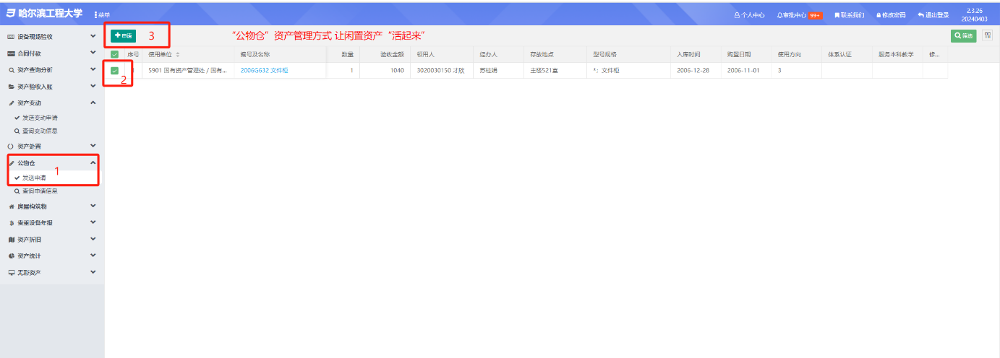 哈尔滨工程大学 菜单 个人中心 审批中心 99+ 联系我们 修改密码 退出登录 2.3.26
20240403
设备现场验收
合同付款
资产查询分析
资产验收入账
资产变动
发送变动申请
查询变动信息
资产处置
公物仓 1
发送申请
查询申请信息
房屋构筑物
贵重设备年报
资产折旧
资产统计
无形资产
申请 3 “公物仓”资产管理方式 让闲置资产“活起来” 筛选
序号 使用单位 编号及名称 数量 验收金额 领用人 经办人 存放地点 型号规格 入库时间 购置日期 使用方向 体系认证 服务本科教学 修...
2 5901 国有资产管理处 / 国有... 2006G632 文件柜 1 1040 3020030150 才欣 苏桂娟 主楼521室 *：文件柜 2006-12-28 2006-11-01 3